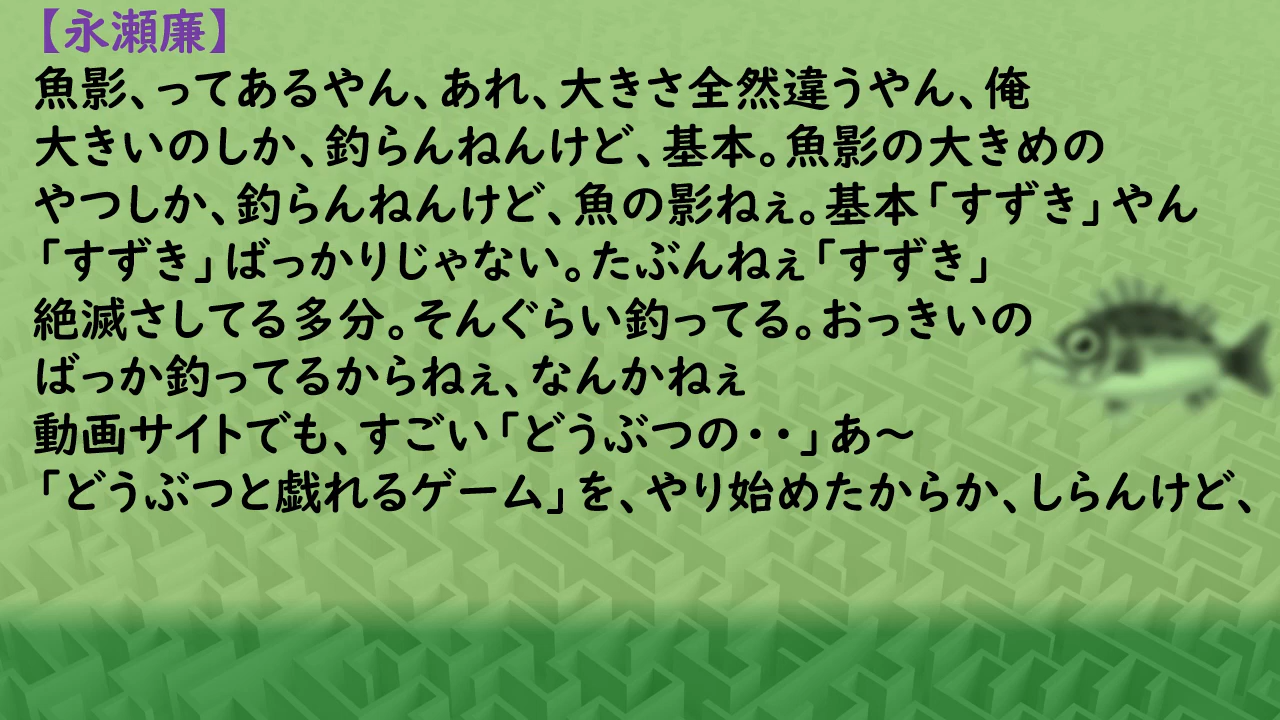 【永瀬廉】
魚影、ってあるやん、あれ、大きさ全然違うやん、俺
大きいのしか、釣らんねんけど、基本。魚影の大きめの
やつしか、釣らんねんけど、魚の影ねぇ。基本「すずき」やん
「すずき」ばっかりじゃない。たぶんねぇ「すずき」
絶滅さしてる多分。そんぐらい釣ってる。おっきいの
ばっか釣ってるからねぇ、なんかねぇ
動画サイトでも、すごい「どうぶつの・・」あ～
「どうぶつと戯れるゲーム」を、やり始めたからか、しらんけど、